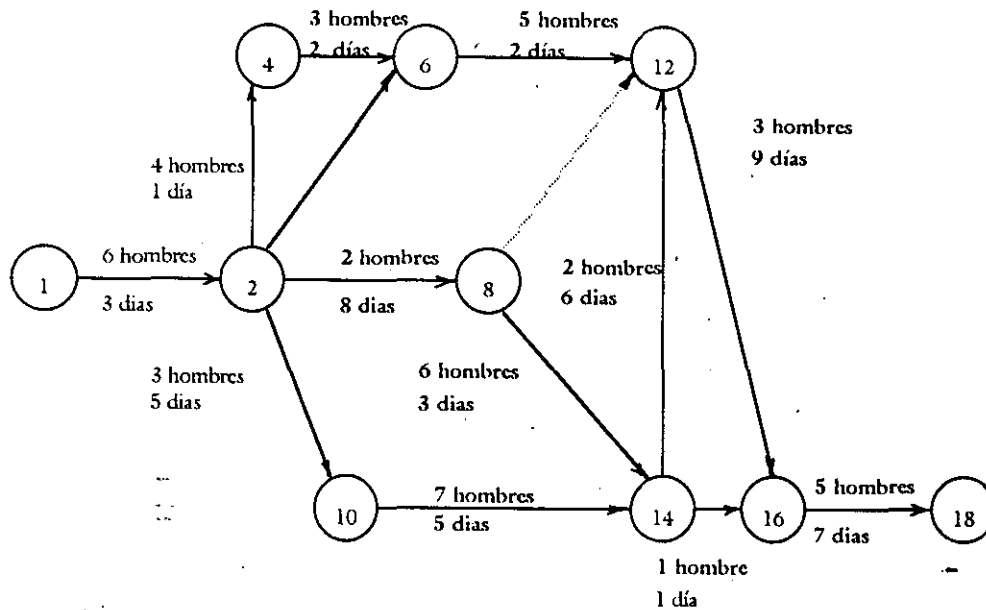 3 hombres
2 días
5 hombres
2 días
4
6
12
3 hombres
9 días
4 hombres
1 día
6 hombres
3 dias
1
2
2 hombres
8 dias
8
2 hombres
6 dias
3 hombres
5 dias
6 hombres
3 dias
10
7 hombres
5 dias
14
16
5 hombres
7 dias
18
1 hombre
1 día